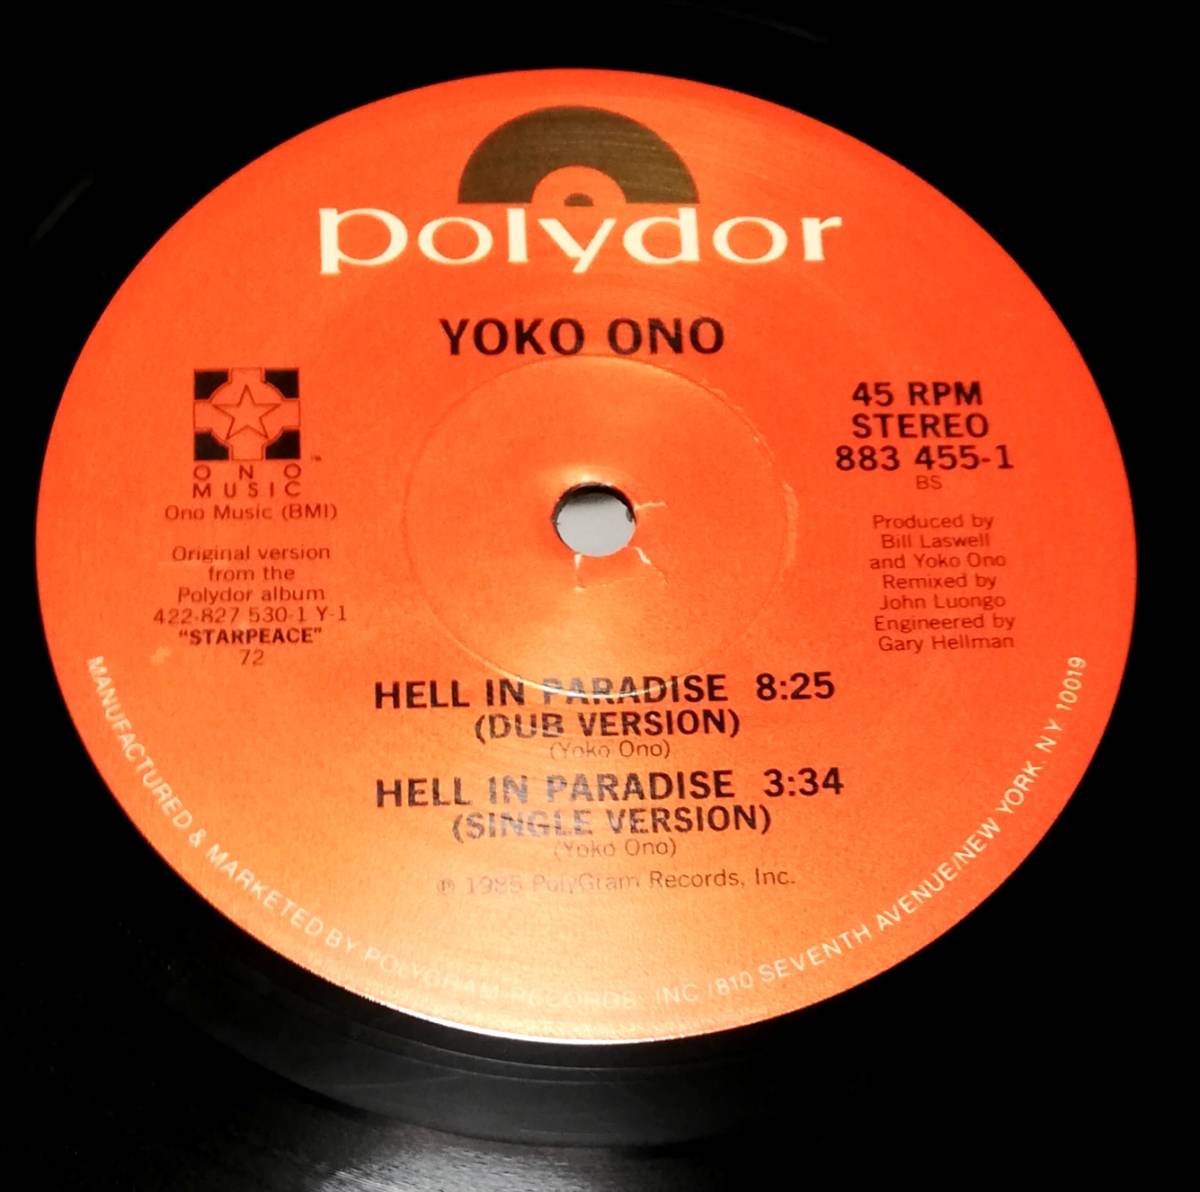 polydor
YOKO ONO
ONO
MUSIC
™
Ono Music (BMI)
Original version
from the
Polydor album
422-827 530-1 Y-1
"STARPEACE"
72
45 RPM
STEREO
883 455-1
BS
Produced by
Bill Laswell
and Yoko Ono
Remixed by
John Luongo
Engineered by
Gary Hellman
HELL IN PARADISE 8:25
(DUB VERSION)
(Yoko Ono)
HELL IN PARADISE 3:34
(SINGLE VERSION)
(Yoko Ono)
℗ 1985 PolyGram Records, Inc.
MANUFACTURED & MARKETED BY POLYGRAM RECORDS, INC./810 SEVENTH AVENUE/NEW YORK, N.Y. 10019